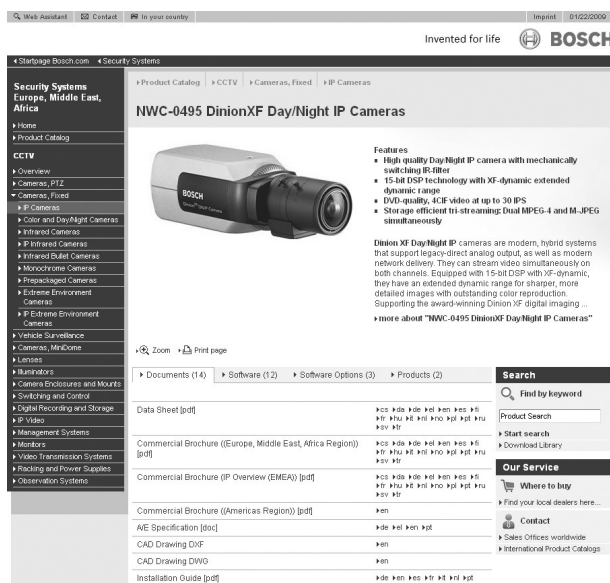 Web Assistant Contact In your country Imprint 01/22/2009
Invented for life BOSCH
Startpage Bosch.com Security Systems
Security Systems
Europe, Middle East,
Africa
Home
Product Catalog
CCTV
Overview
Cameras, PTZ
Cameras, Fixed
IP Cameras
Color and Day/Night Cameras
Infrared Cameras
IP Infrared Cameras
Infrared Bullet Cameras
Monochrome Cameras
Prepackaged Cameras
Extreme Environment
Cameras
IP Extreme Environment
Cameras
Vehicle Surveillance
Cameras, MiniDome
Lenses
Illuminators
Camera Enclosures and Mounts
Switching and Control
Digital Recording and Storage
IP Video
Management Systems
Monitors
Video Transmission Systems
Racking and Power Supplies
Observation Systems
Product Catalog CCTV Cameras, Fixed IP Cameras
NWC-0495 DinionXF Day/Night IP Cameras
BOSCH
Features
High quality Day/Night IP camera with mechanically
switching IR-filter
15-bit DSP technology with XF-dynamic extended
dynamic range
DVD-quality, 4CIF video at up to 30 IPS
Storage efficient tri-streaming: Dual MPEG-4 and M-JPEG
simultaneously
Dinion XF Day/Night IP cameras are modern, hybrid systems
that support legacy-direct analog output, as well as modern
network delivery. They can stream video simultaneously on
both channels. Equipped with 15-bit DSP with XF-dynamic,
they have an extended dynamic range for sharper, more
detailed images with outstanding color reproduction.
Supporting the award-winning Dinion XF digital imaging ...
more about "NWC-0495 DinionXF Day/Night IP Cameras"
Zoom Print page
Documents (14) Software (12) Software Options (3) Products (2)
Data Sheet [pdf] cs da de el en es fi
fr hu it nl no pl pt ru
sv tr
Commercial Brochure ((Europe, Middle East, Africa Region)) cs da de el en es fi
[pdf] fr hu it nl no pl pt ru
sv tr
Commercial Brochure (IP Overview (EMEA)) [pdf] cs da de el en es fi
fr hu it nl no pl pt ru
sv tr
Commercial Brochure ((Americas Region)) [pdf] en
A/E Specification [doc] de el en pt
CAD Drawing DXF en
CAD Drawing DWG en
Installation Guide [pdf] de en es fr it nl pt
Search
Find by keyword
Product Search
Start search
Download Library
Our Service
Where to buy
Find your local dealers here...
Contact
Sales Offices worldwide
International Product Catalogs